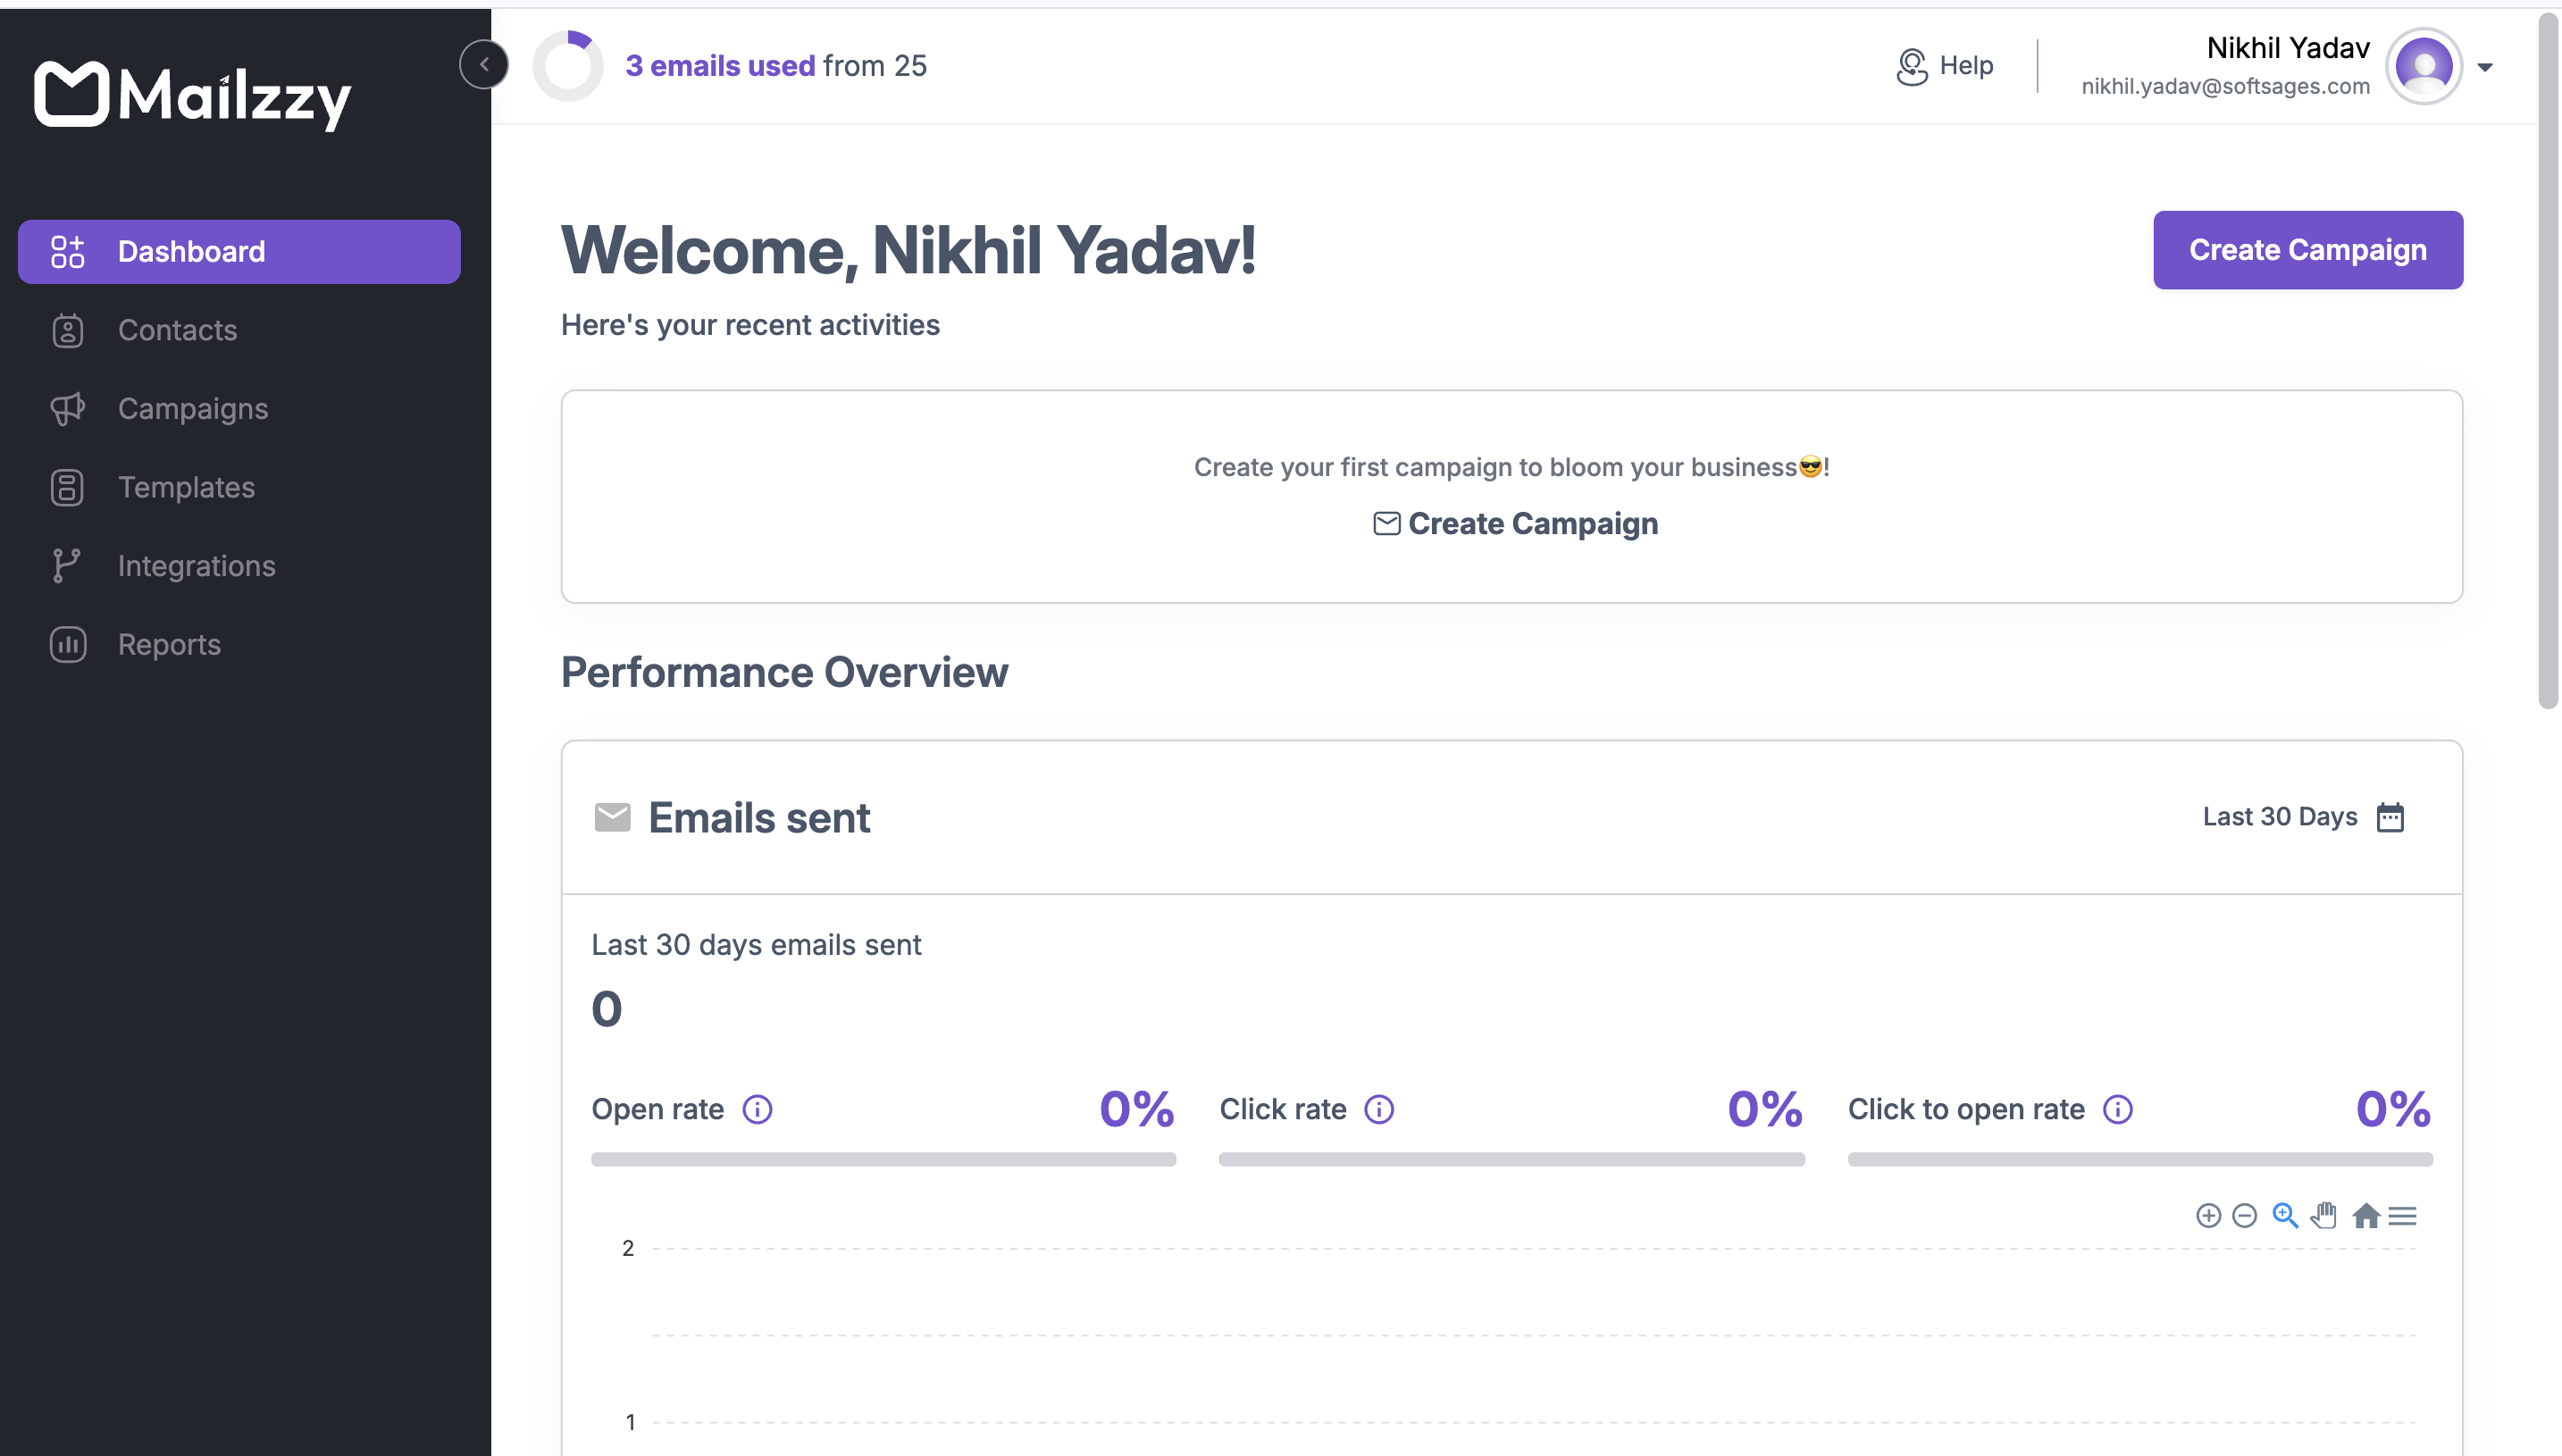 Mailzzy
3 emails used from 25
Help
Nikhil Yadav
nikhil.yadav@softsages.com
Dashboard
Contacts
Campaigns
Templates
Integrations
Reports
Welcome, Nikhil Yadav!
Create Campaign
Here's your recent activities
Create your first campaign to bloom your business😎!
Create Campaign
Performance Overview
Emails sent
Last 30 Days
Last 30 days emails sent
0
Open rate 0%
Click rate 0%
Click to open rate 0%
2
1